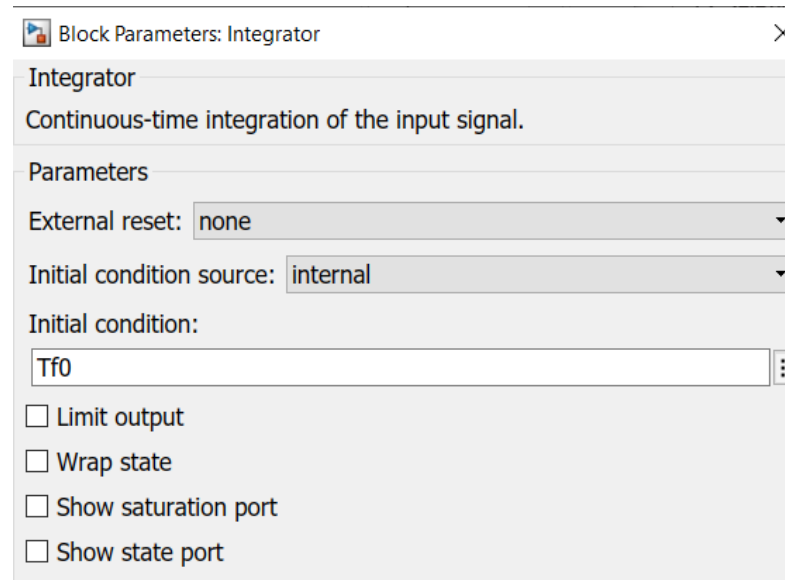 Block Parameters: Integrator
Integrator
Continuous-time integration of the input signal.
Parameters
External reset: none
Initial condition source: internal
Initial condition:
Tf0
Limit output
Wrap state
Show saturation port
Show state port